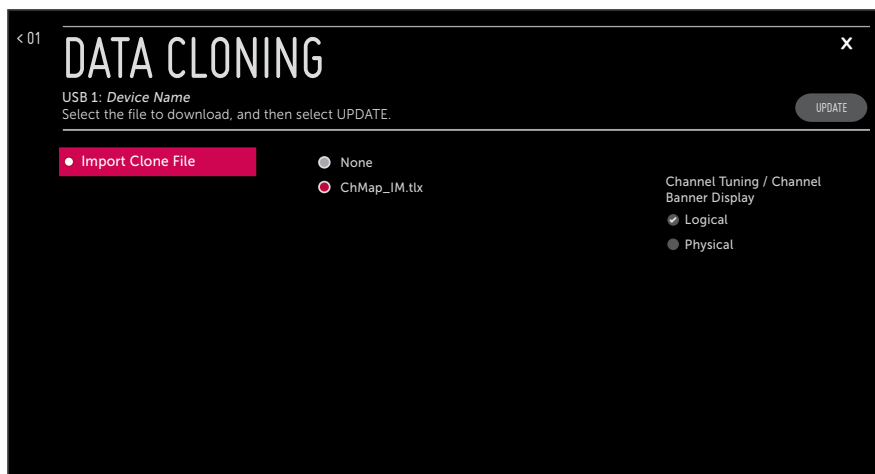 < 01
DATA CLONING
X
USB 1: Device Name
Select the file to download, and then select UPDATE.
UPDATE
Import Clone File
None
ChMap_IM.tlx
Channel Tuning / Channel
Banner Display
Logical
Physical